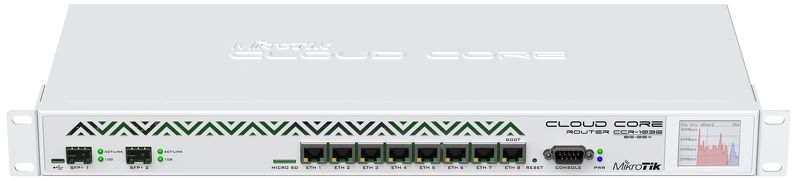 MikroTik
CLOUD CORE
BOOT
CLOUD CORE
ROUTER CCR-1036
8G-2S+
ACT/LINK
10G
SFP+ 1
ACT/LINK
10G
SFP+ 2
MICRO SD
ETH 1
ETH 2
ETH 3
ETH 4
ETH 5
ETH 6
ETH 7
ETH 8
RESET
CONSOLE
PWR
MikroTik